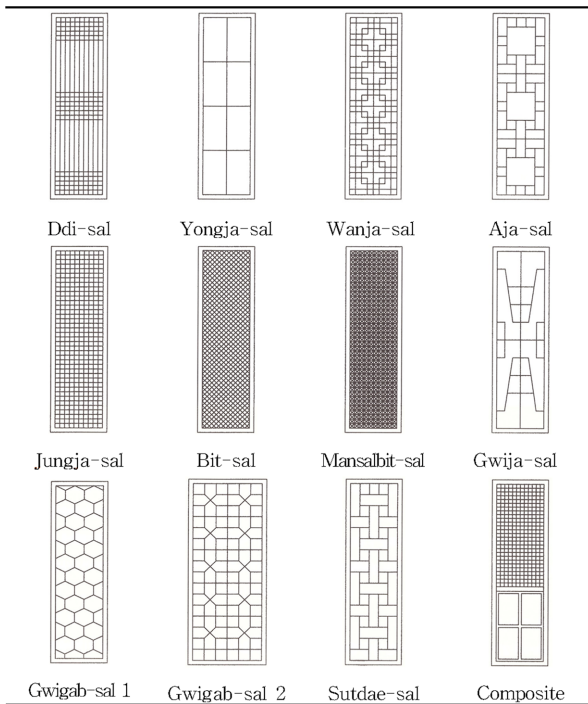 Ddi-sal Yongja-sal Wanja-sal Aja-sal
Jungja-sal Bit-sal Mansalbit-sal Gwija-sal
Gwigab-sal 1 Gwigab-sal 2 Sutdae-sal Composite